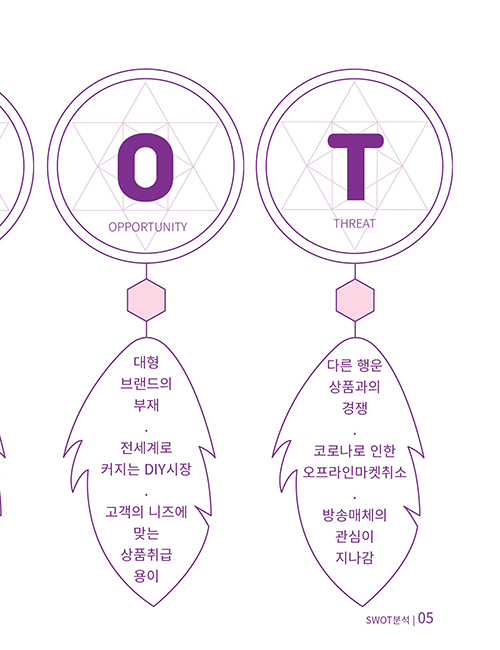 O
OPPORTUNITY
대형
브랜드의
부재
.
전세계로
커지는 DIY시장
.
고객의 니즈에
맞는
상품취급
용이
T
THREAT
다른 행운
상품과의
경쟁
.
코로나로 인한
오프라인마켓취소
.
방송매체의
관심이
지나감
SWOT분석 | 05